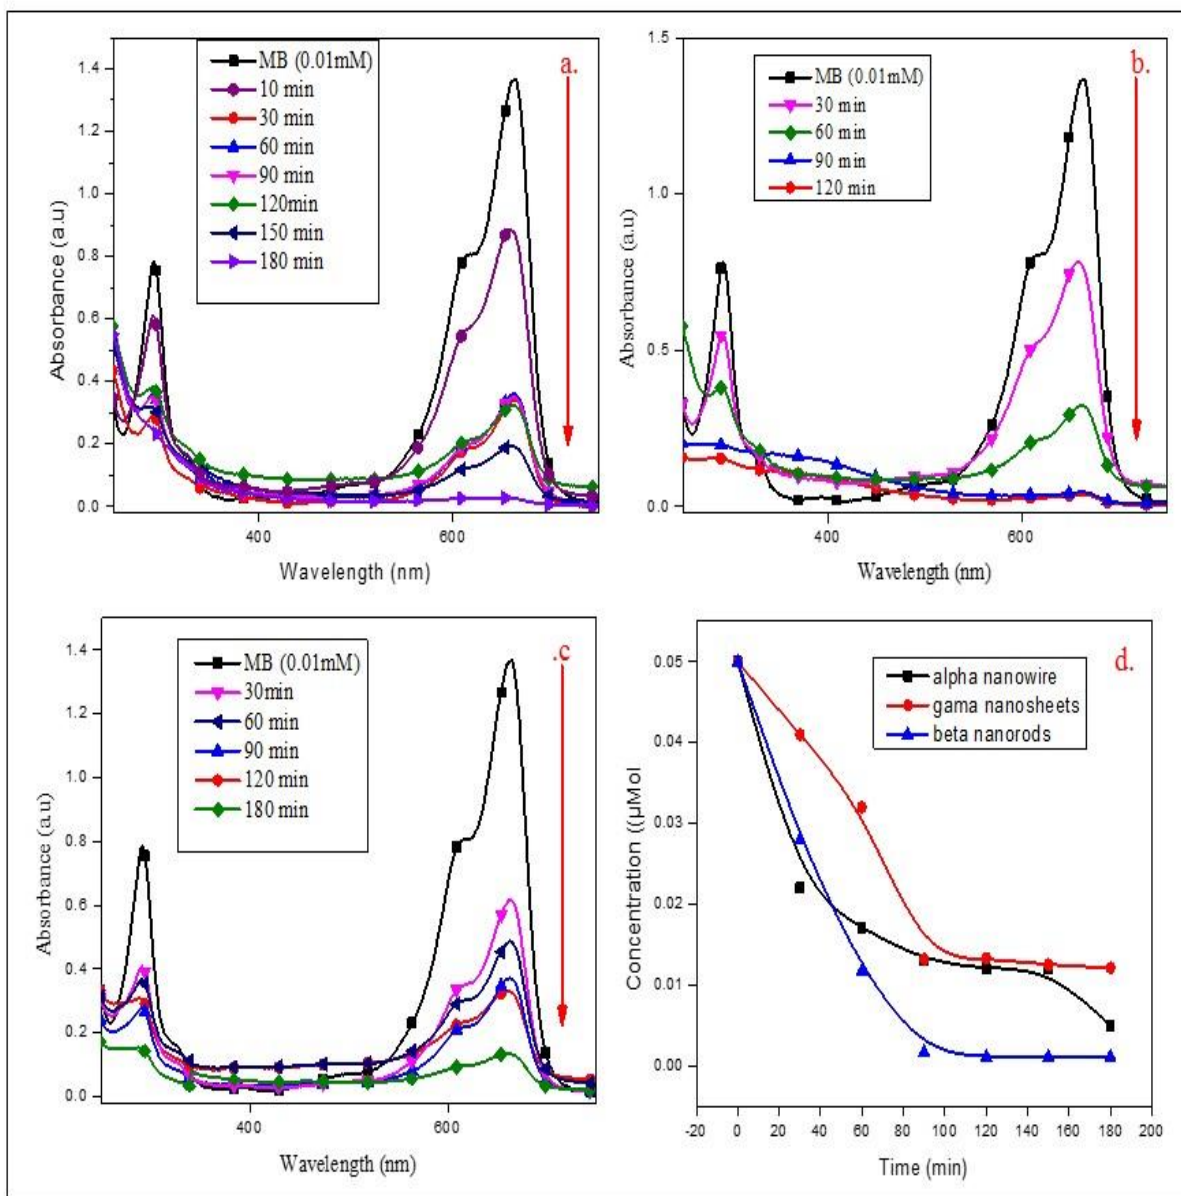 a.
MB (0.01mM)
10 min
30 min
60 min
90 min
120min
150 min
180 min
1.4
1.2
1.0
0.8
0.6
0.4
0.2
0.0
Absorbance (a.u)
400
600
Wavelength (nm)
b.
MB (0.01mM)
30 min
60 min
90 min
120 min
1.5
1.0
0.5
0.0
Absorbance (a.u)
400
600
Wavelength (nm)
.c
MB (0.01mM)
30min
60 min
90 min
120 min
180 min
1.4
1.2
1.0
0.8
0.6
0.4
0.2
0.0
Absorbance (a.u)
400
600
Wavelength (nm)
d.
alpha nanowire
gama nanosheets
beta nanorods
0.05
0.04
0.03
0.02
0.01
0.00
Concentration ((µMol
-20 0 20 40 60 80 100 120 140 160 180 200
Time (min)